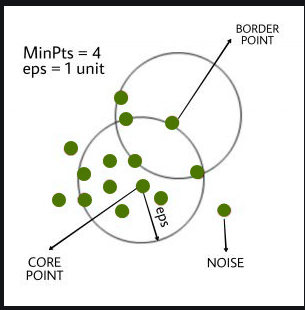 BORDER
POINT
MinPts = 4
eps = 1 unit
eps
CORE
POINT
NOISE